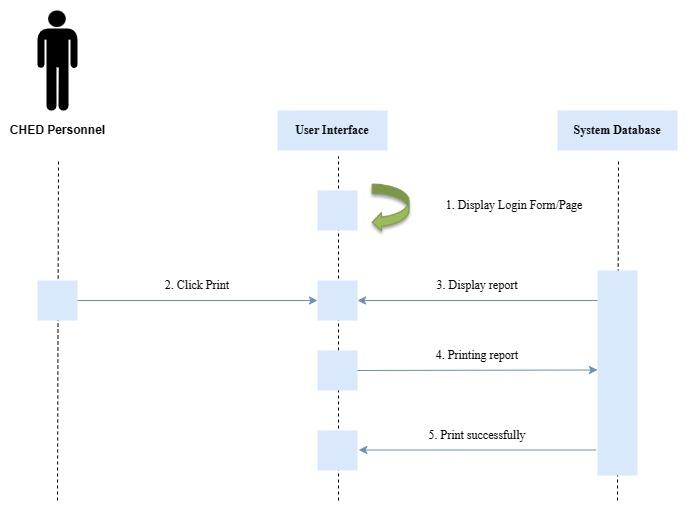 CHED Personnel
User Interface
System Database
1. Display Login Form/Page
2. Click Print
3. Display report
4. Printing report
5. Print successfully